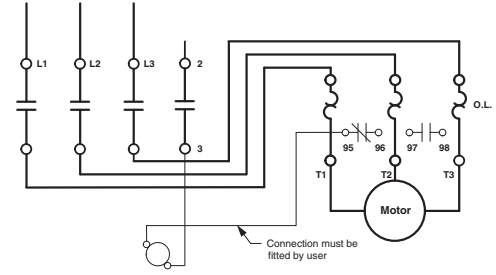 L1
L2
L3
2
O.L.
3
95
96
97
98
T1
T2
T3
Motor
Connection must be
fitted by user